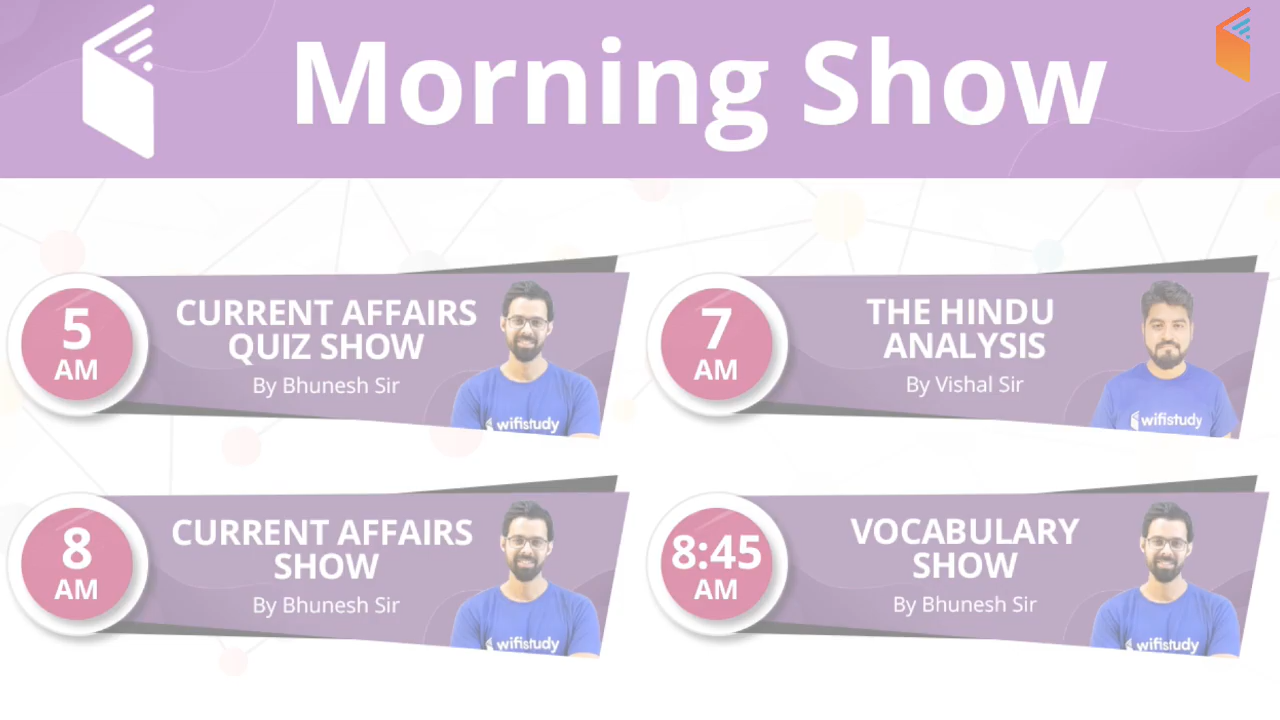 Morning Show
5
AM
CURRENT AFFAIRS
QUIZ SHOW
By Bhunesh Sir
wifistudy
7
AM
THE HINDU
ANALYSIS
By Vishal Sir
wifistudy
8
AM
CURRENT AFFAIRS
SHOW
By Bhunesh Sir
wifistudy
8:45
AM
VOCABULARY
SHOW
By Bhunesh Sir
wifistudy